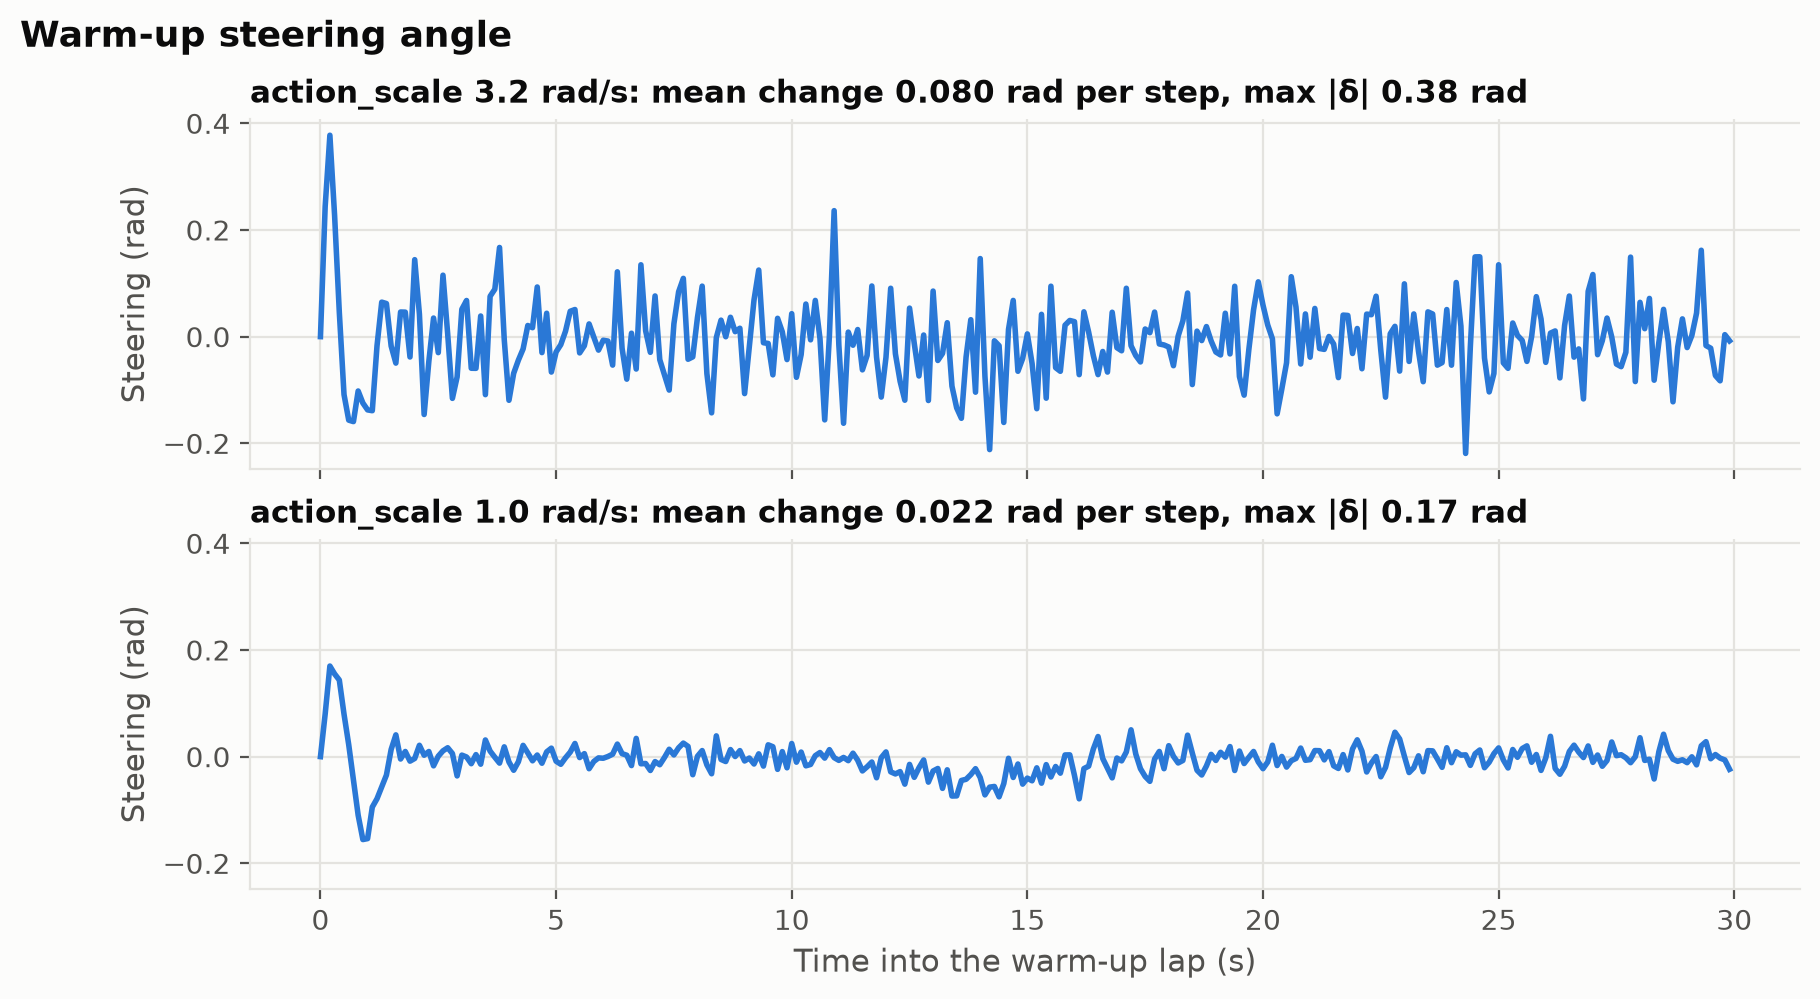 Warm-up steering angle
action_scale 3.2 rad/s: mean change 0.080 rad per step, max |δ| 0.38 rad
0.4
0.2
0.0
−0.2
Steering (rad)
action_scale 1.0 rad/s: mean change 0.022 rad per step, max |δ| 0.17 rad
0.4
0.2
0.0
−0.2
Steering (rad)
0 5 10 15 20 25 30
Time into the warm-up lap (s)